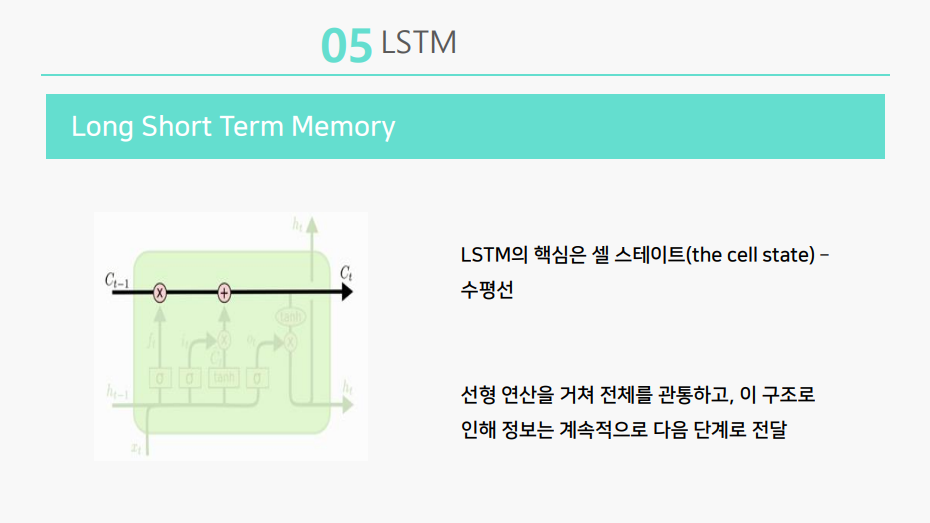 05 LSTM
Long Short Term Memory
h_t
C_{t-1}
C_t
x
+
tanh
f_t
i_t
o_t
x
x
C_t
σ
σ
tanh
σ
h_{t-1}
h_t
x_t
LSTM의 핵심은 셀 스테이트(the cell state) –
수평선
선형 연산을 거쳐 전체를 관통하고, 이 구조로
인해 정보는 계속적으로 다음 단계로 전달